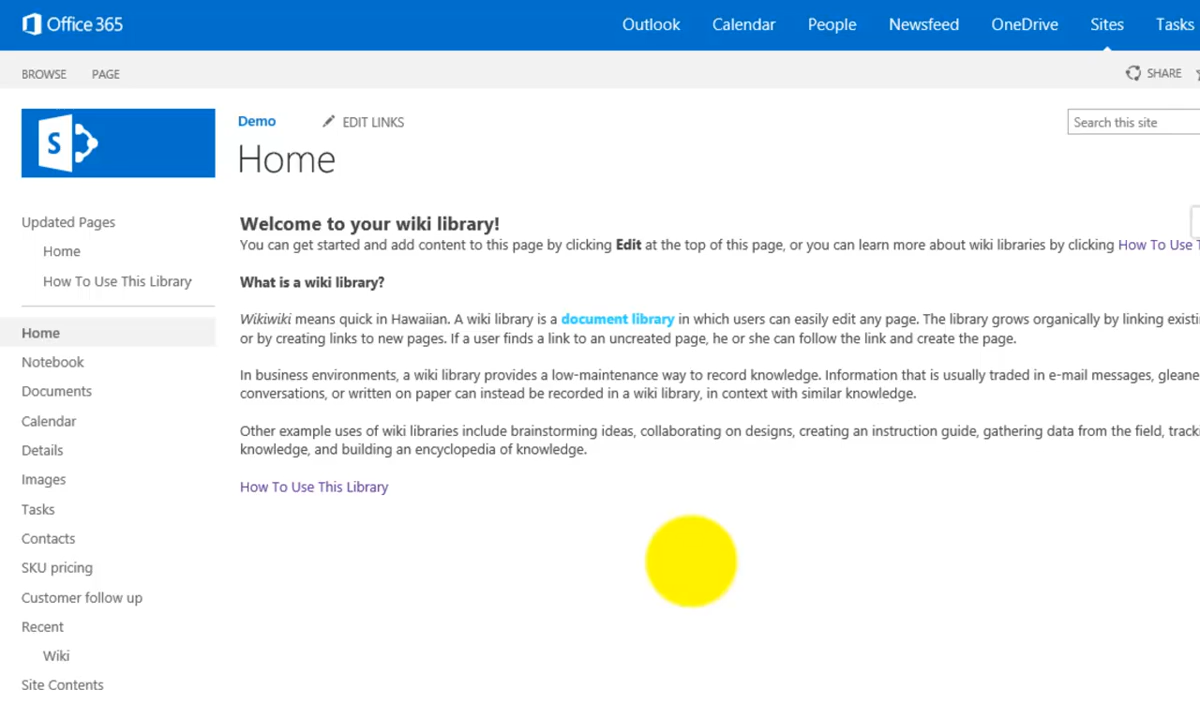 Office 365
Outlook Calendar People Newsfeed OneDrive Sites Tasks
BROWSE PAGE
SHARE
S
Demo
EDIT LINKS
Search this site
Home
Updated Pages
Home
How To Use This Library
Home
Notebook
Documents
Calendar
Details
Images
Tasks
Contacts
SKU pricing
Customer follow up
Recent
Wiki
Site Contents
Welcome to your wiki library!
You can get started and add content to this page by clicking Edit at the top of this page, or you can learn more about wiki libraries by clicking How To Use
What is a wiki library?
Wikiwiki means quick in Hawaiian. A wiki library is a document library in which users can easily edit any page. The library grows organically by linking
or by creating links to new pages. If a user finds a link to an uncreated page, he or she can follow the link and create the page.
In business environments, a wiki library provides a low-maintenance way to record knowledge. Information that is usually traded in e-mail messages,
conversations, or written on paper can instead be recorded in a wiki library, in context with similar knowledge.
Other example uses of wiki libraries include brainstorming ideas, collaborating on designs, creating an instruction guide, gathering data from the field,
knowledge, and building an encyclopedia of knowledge.
How To Use This Library